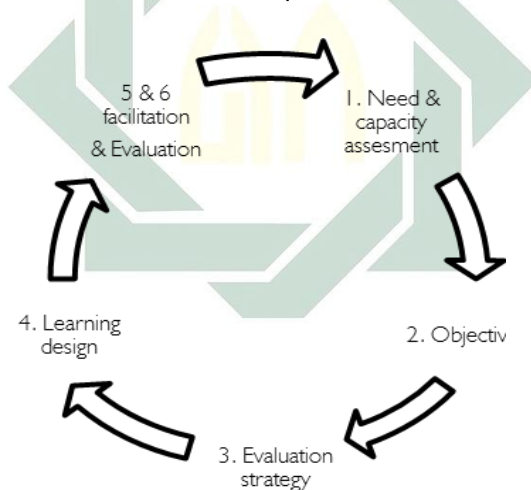 5 & 6
facilitation
& Evaluation
1. Need &
capacity
assesment
2. Objectiv
3. Evaluation
strategy
4. Learning
design